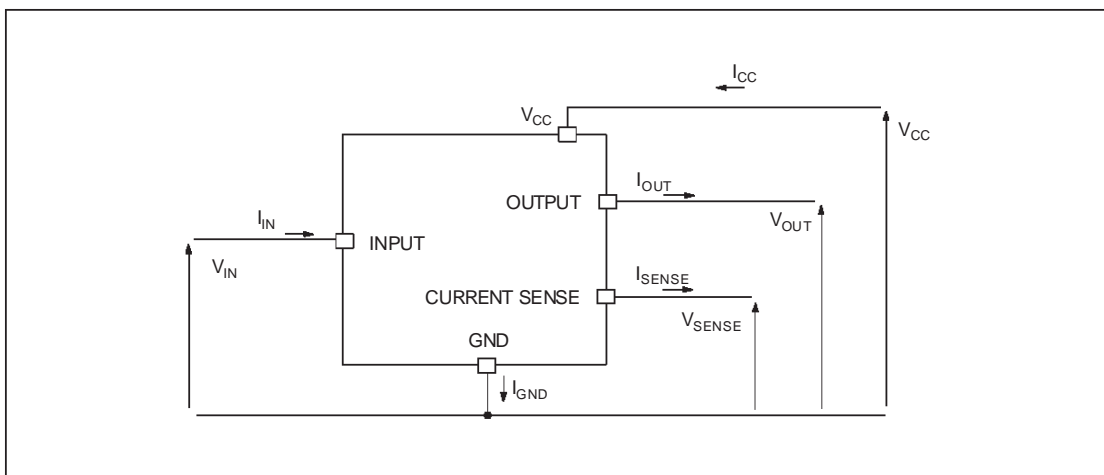 I_CC
V_CC
V_CC
I_OUT
OUTPUT
V_OUT
I_IN
INPUT
V_IN
I_SENSE
CURRENT SENSE
V_SENSE
GND
I_GND